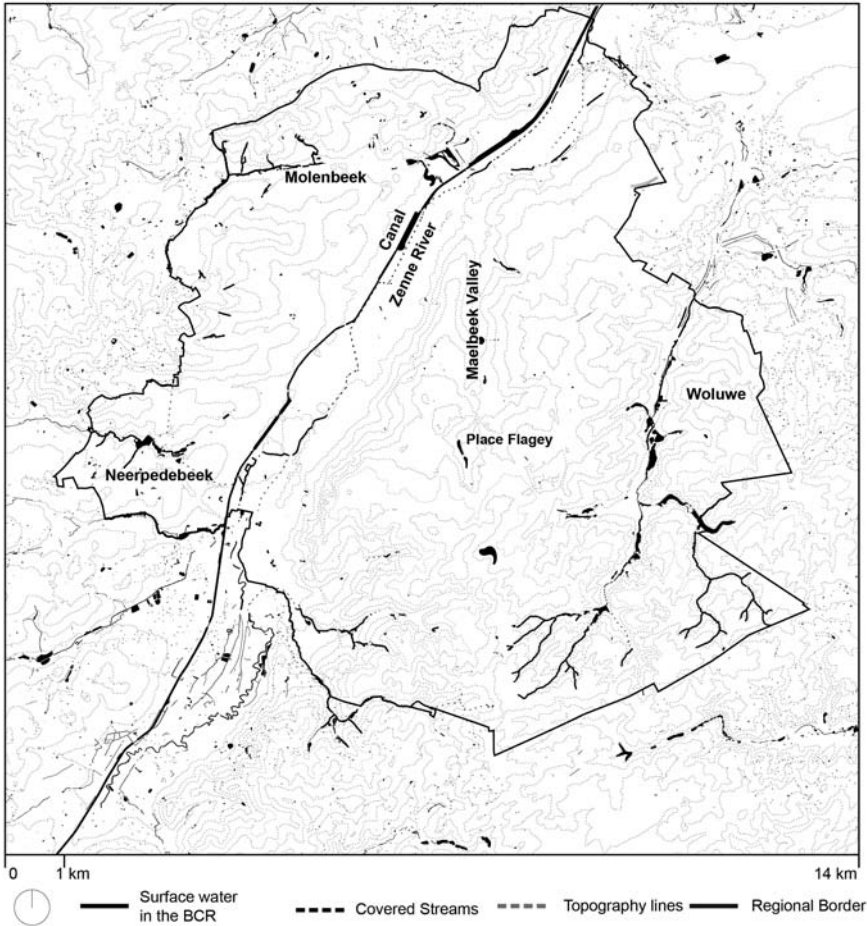 Molenbeek
Canal
Zenne River
Maelbeek Valley
Woluwe
Place Flagey
Neerpedebeek
0
1 km
14 km
Surface water
in the BCR
Covered Streams
Topography lines
Regional Border